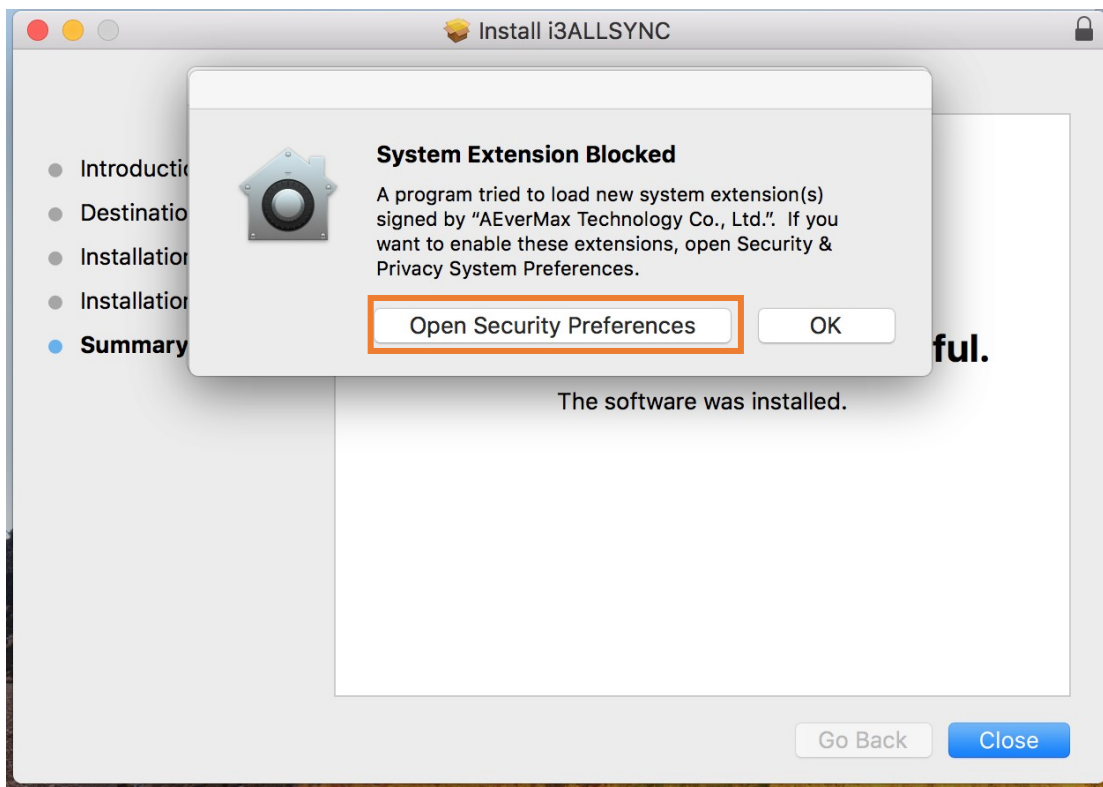 Install i3ALLSYNC
System Extension Blocked
A program tried to load new system extension(s)
signed by “AEverMax Technology Co., Ltd.”. If you
want to enable these extensions, open Security &
Privacy System Preferences.
Open Security Preferences
OK
Introductio
Destinatio
Installation
Installation
Summary
ful.
The software was installed.
Go Back
Close